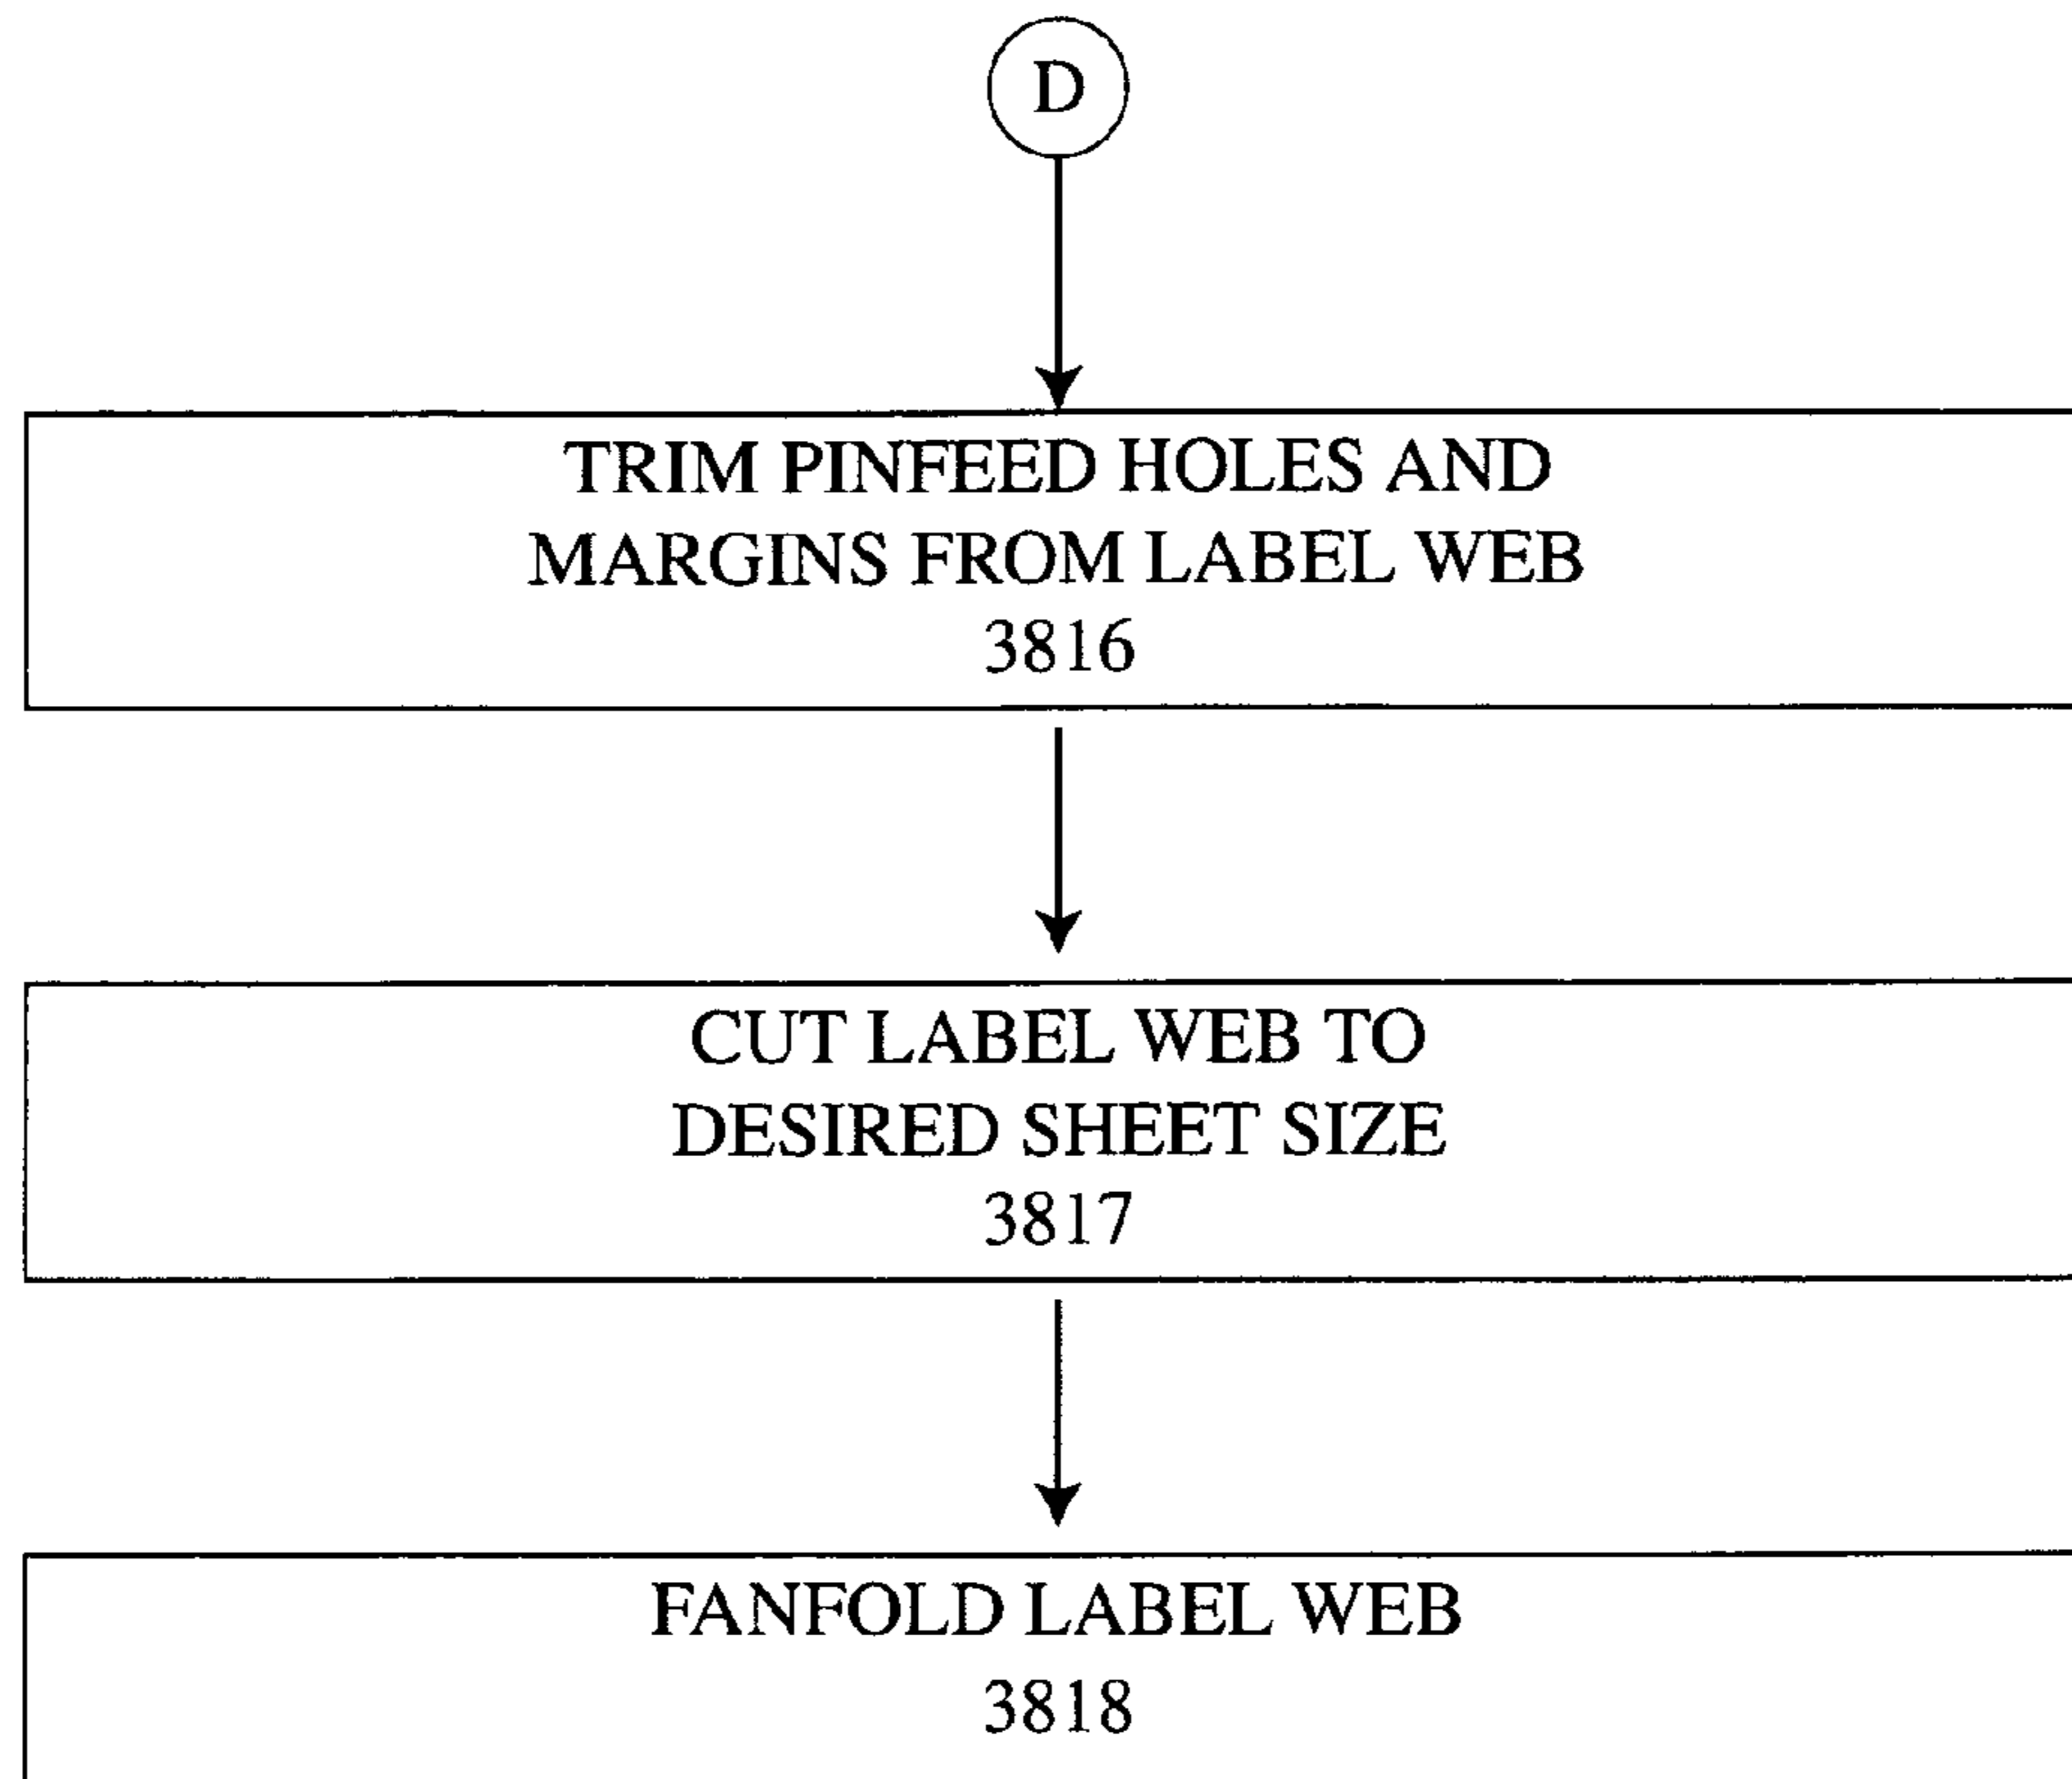 D
TRIM PINFEED HOLES AND
MARGINS FROM LABEL WEB
3816
CUT LABEL WEB TO
DESIRED SHEET SIZE
3817
FANFOLD LABEL WEB
3818